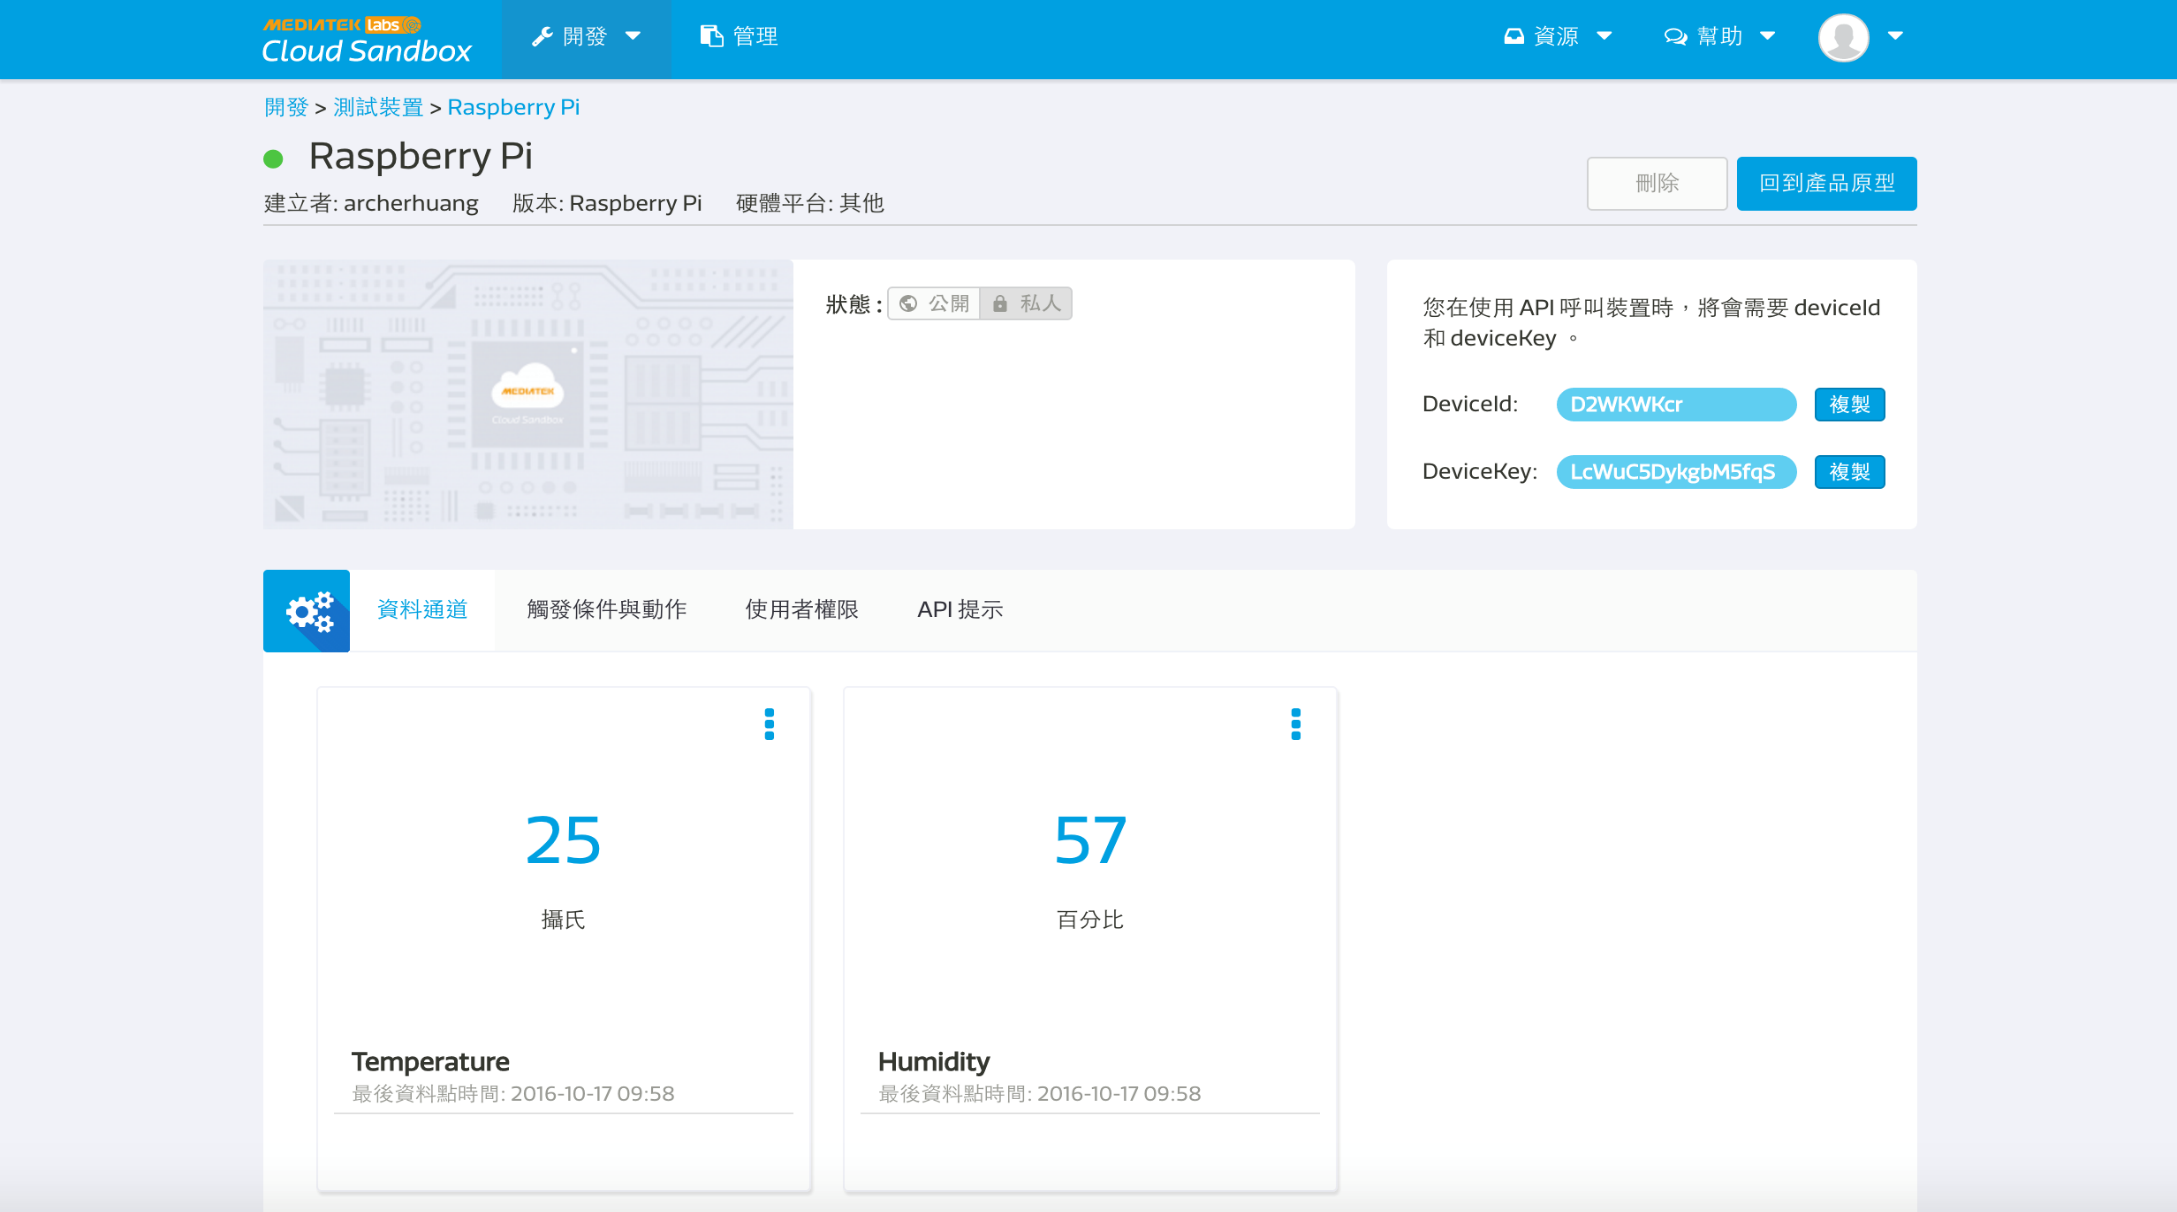 MEDIATEK labs
Cloud Sandbox
開發
管理
資源
幫助
開發 > 測試裝置 > Raspberry Pi
Raspberry Pi
建立者: archerhuang 版本: Raspberry Pi 硬體平台: 其他
刪除
回到產品原型
MEDIATEK
Cloud Sandbox
狀態 :
公開
私人
您在使用 API 呼叫裝置時，將會需要 deviceId
和 deviceKey 。
DeviceId: D2WKWKcr 複製
DeviceKey: LcWuC5DykgbM5fqS 複製
資料通道
觸發條件與動作
使用者權限
API 提示
25
攝氏
Temperature
最後資料點時間: 2016-10-17 09:58
57
百分比
Humidity
最後資料點時間: 2016-10-17 09:58